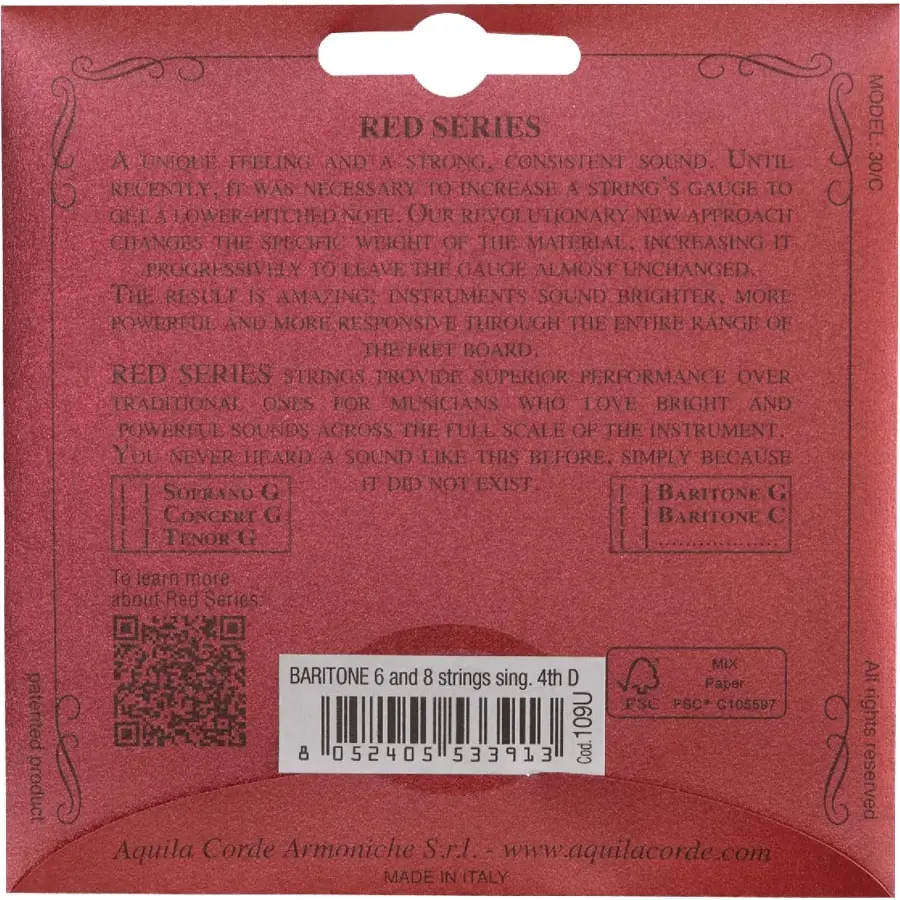 RED SERIES
A UNIQUE FEELING AND A STRONG, CONSISTENT SOUND. UNTIL
RECENTLY, IT WAS NECESSARY TO INCREASE A STRING'S GAUGE TO
GET A LOWER-PITCHED NOTE. OUR REVOLUTIONARY NEW APPROACH
CHANGES THE SPECIFIC WEIGHT OF THE MATERIAL, INCREASING IT
PROGRESSIVELY TO LEAVE THE GAUGE ALMOST UNCHANGED.
THE RESULT IS AMAZING: INSTRUMENTS SOUND BRIGHTER, MORE
POWERFUL AND MORE RESPONSIVE THROUGH THE ENTIRE RANGE OF
THE FRET BOARD.
RED SERIES STRINGS PROVIDE SUPERIOR PERFORMANCE OVER
TRADITIONAL ONES FOR MUSICIANS WHO LOVE BRIGHT AND
POWERFUL SOUNDS ACROSS THE FULL SCALE OF THE INSTRUMENT.
YOU NEVER HEARD A SOUND LIKE THIS BEFORE, SIMPLY BECAUSE
IT DID NOT EXIST.
[ ] SOPRANO G
[ ] CONCERT G
[ ] TENOR G
[ ] BARITONE G
[ ] BARITONE C
[ ] ..................
To learn more
about Red Series:
BARITONE 6 and 8 strings sing. 4th D
8 052405 533913
Cod. 109U
FSC
MIX
Paper
FSC® C105597
MODEL: 30/C
patented product
All rights reserved
Aquila Corde Armoniche S.r.l. - www.aquilacorde.com
MADE IN ITALY